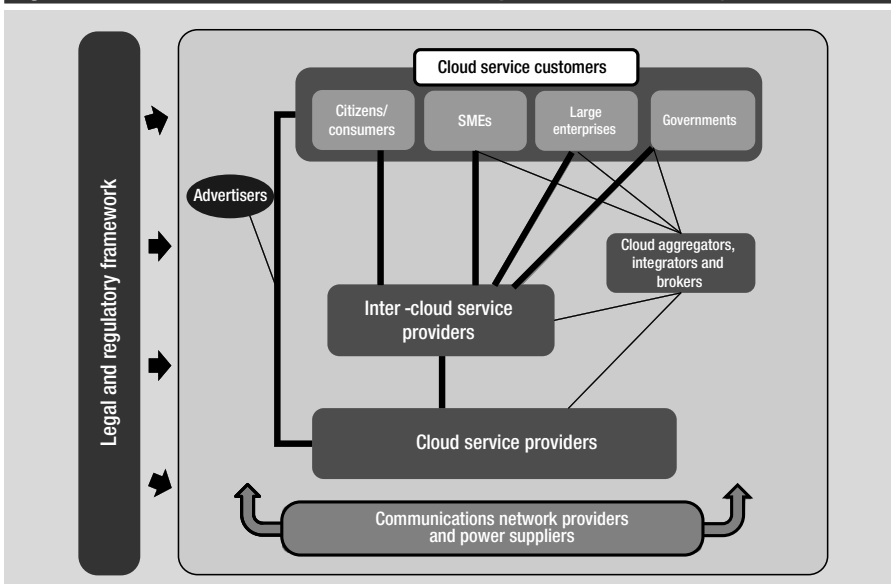 Cloud service customers
Citizens/
consumers
SMEs
Large
enterprises
Governments
Advertisers
Legal and regulatory framework
Cloud aggregators,
integrators and
brokers
Inter -cloud service
providers
Cloud service providers
Communications network providers
and power suppliers